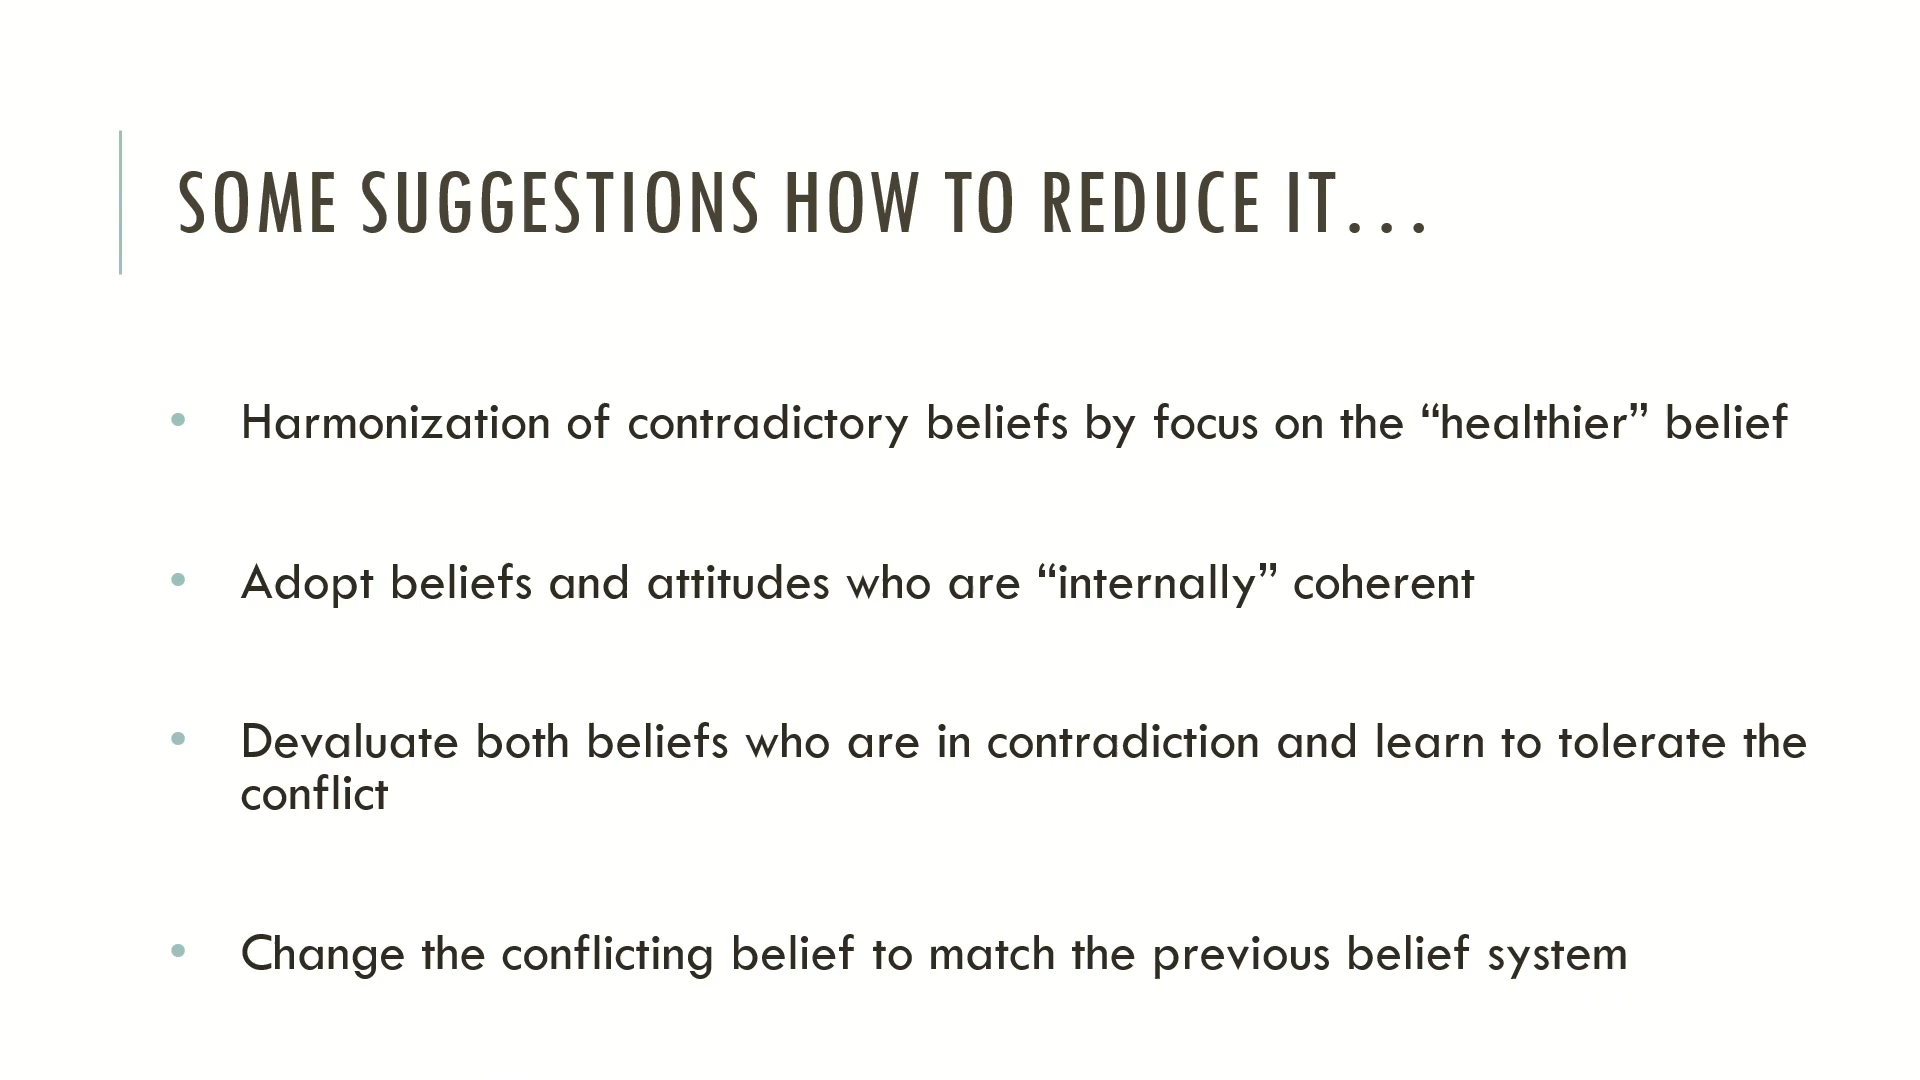 SOME SUGGESTIONS HOW TO REDUCE IT...
• Harmonization of contradictory beliefs by focus on the “healthier” belief
• Adopt beliefs and attitudes who are “internally” coherent
• Devaluate both beliefs who are in contradiction and learn to tolerate the
conflict
• Change the conflicting belief to match the previous belief system